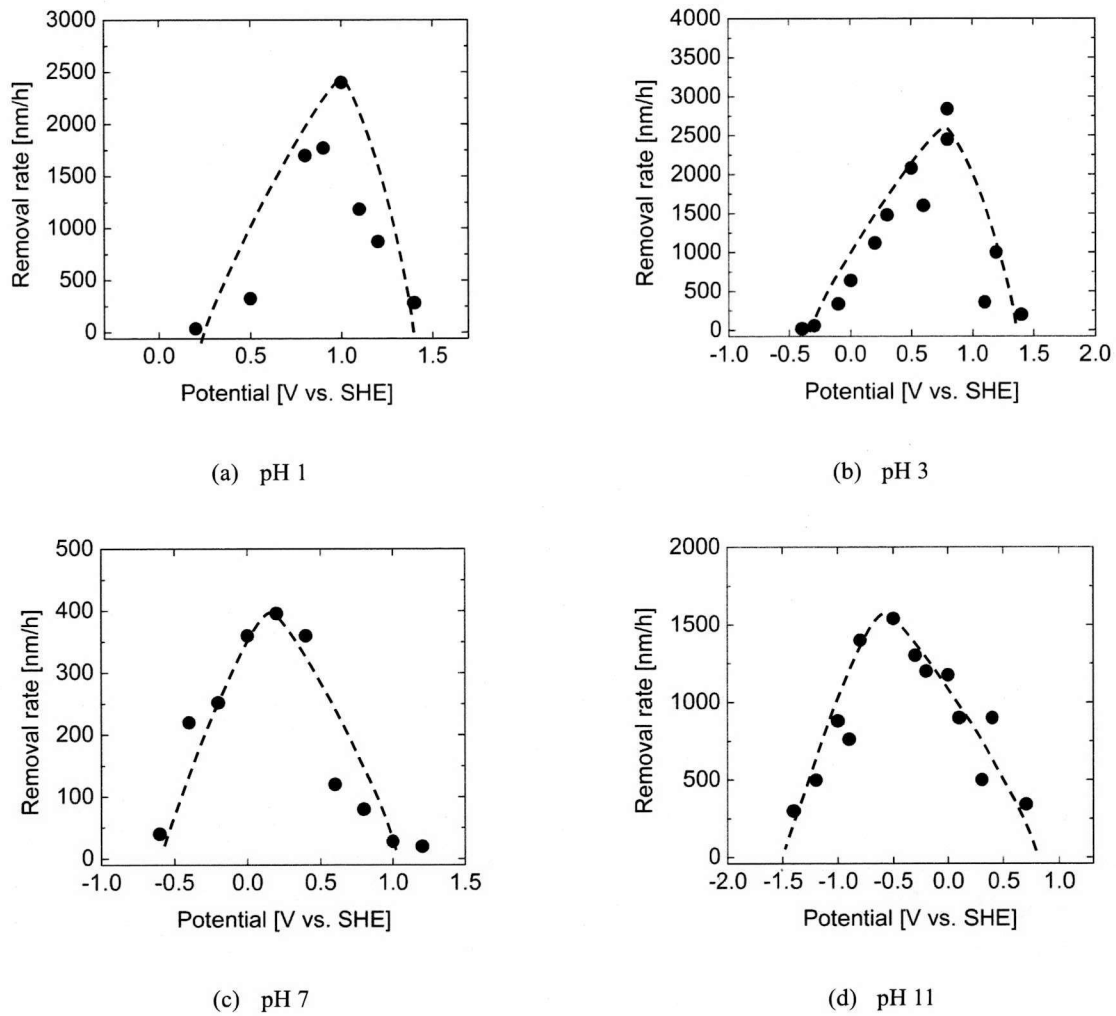 3000
2500
2000
1500
1000
500
0
Removal rate [nm/h]
0.0 0.5 1.0 1.5
Potential [V vs. SHE]
(a) pH 1
4000
3500
3000
2500
2000
1500
1000
500
0
Removal rate [nm/h]
-1.0 -0.5 0.0 0.5 1.0 1.5 2.0
Potential [V vs. SHE]
(b) pH 3
500
400
300
200
100
0
Removal rate [nm/h]
-1.0 -0.5 0.0 0.5 1.0 1.5
Potential [V vs. SHE]
(c) pH 7
2000
1500
1000
500
0
Removal rate [nm/h]
-2.0 -1.5 -1.0 -0.5 0.0 0.5 1.0
Potential [V vs. SHE]
(d) pH 11